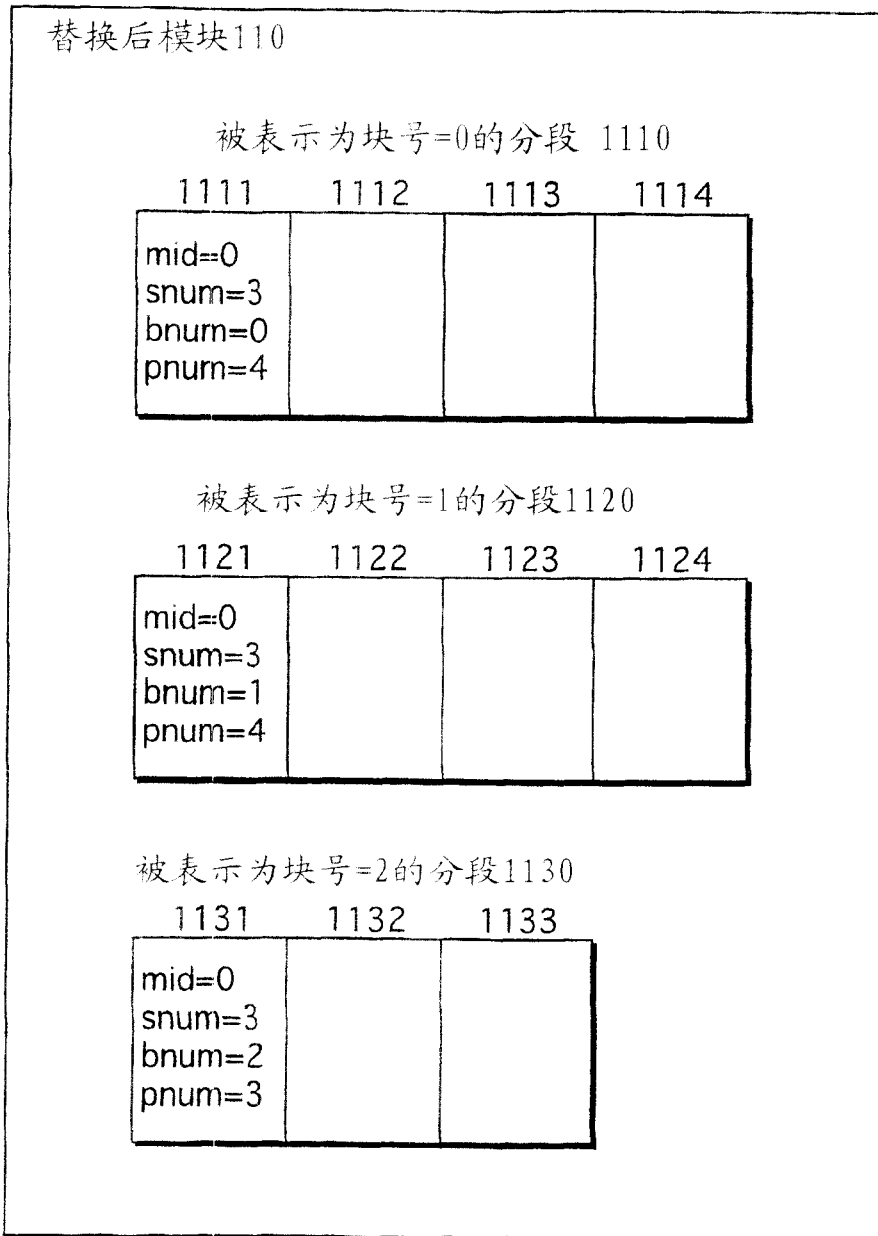 替换后模块110
被表示为块号=0的分段 1110
1111 1112 1113 1114
mid=0
snum=3
bnum=0
pnum=4
被表示为块号=1的分段1120
1121 1122 1123 1124
mid=0
snum=3
bnum=1
pnum=4
被表示为块号=2的分段1130
1131 1132 1133
mid=0
snum=3
bnum=2
pnum=3